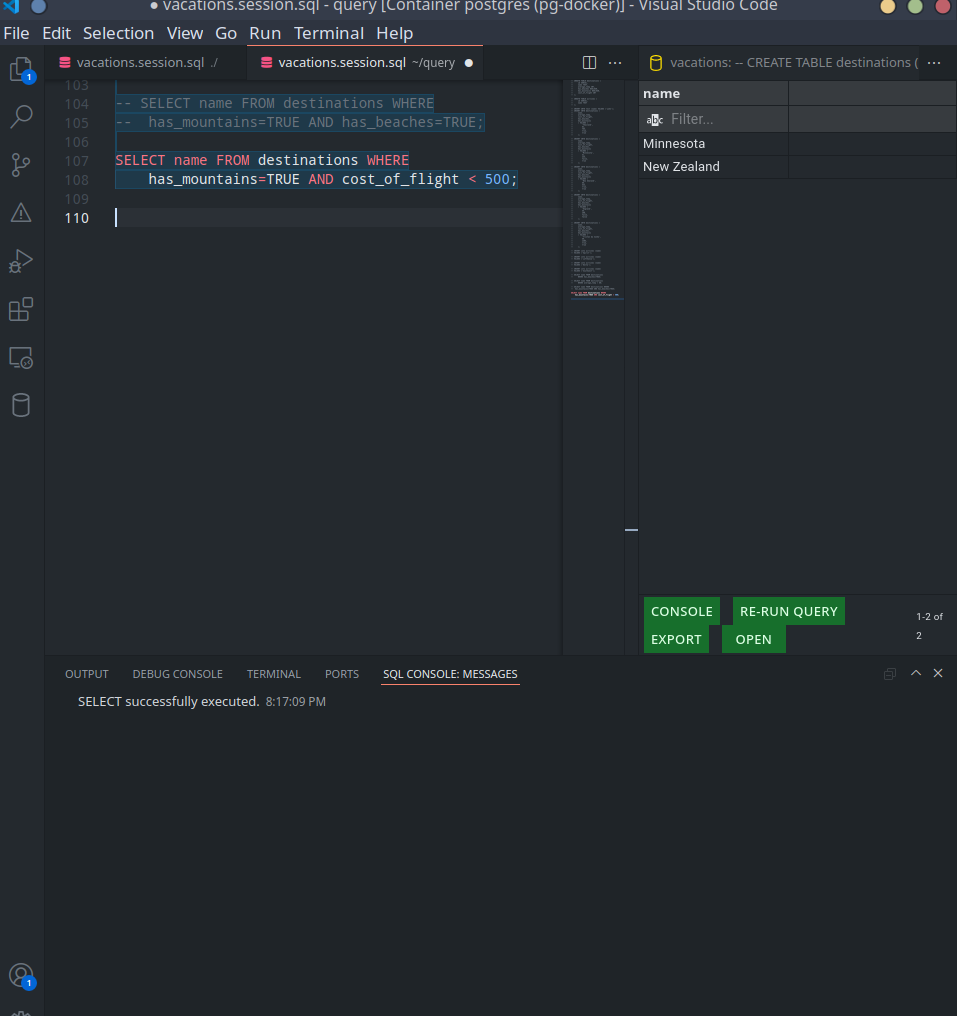 ● vacations.session.sql - query [Container postgres (pg-docker)] - Visual Studio Code
File Edit Selection View Go Run Terminal Help
vacations.session.sql ./
vacations.session.sql ~/query ●
vacations: -- CREATE TABLE destinations (
1
103
104 -- SELECT name FROM destinations WHERE
105 --  has_mountains=TRUE AND has_beaches=TRUE;
106
107 SELECT name FROM destinations WHERE
108     has_mountains=TRUE AND cost_of_flight < 500;
109
110
name
abc Filter...
Minnesota
New Zealand
CONSOLE RE-RUN QUERY
EXPORT OPEN
1-2 of
2
OUTPUT DEBUG CONSOLE TERMINAL PORTS SQL CONSOLE: MESSAGES
SELECT successfully executed. 8:17:09 PM
1